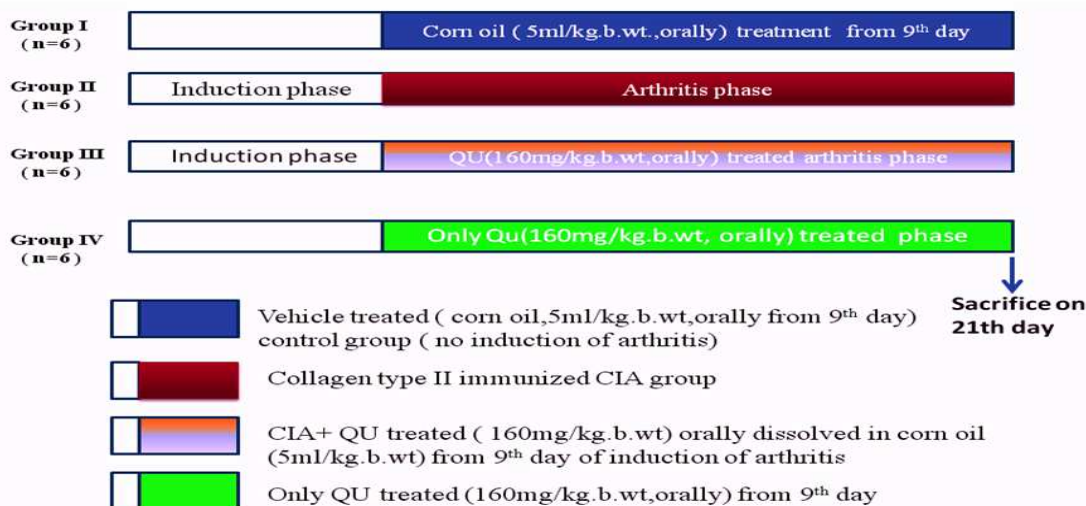 Group I
(n=6)
Corn oil ( 5ml/kg.b.wt.,orally) treatment from 9th day
Group II
(n=6)
Induction phase
Arthritis phase
Group III
(n=6)
Induction phase
QU(160mg/kg.b.wt,orally) treated arthritis phase
Group IV
(n=6)
Only Qu(160mg/kg.b.wt, orally) treated phase
Sacrifice on
21th day
Vehicle treated ( corn oil,5ml/kg.b.wt,orally from 9th day)
control group ( no induction of arthritis)
Collagen type II immunized CIA group
CIA+ QU treated ( 160mg/kg.b.wt) orally dissolved in corn oil
(5ml/kg.b.wt) from 9th day of induction of arthritis
Only QU treated (160mg/kg.b.wt,orally) from 9th day